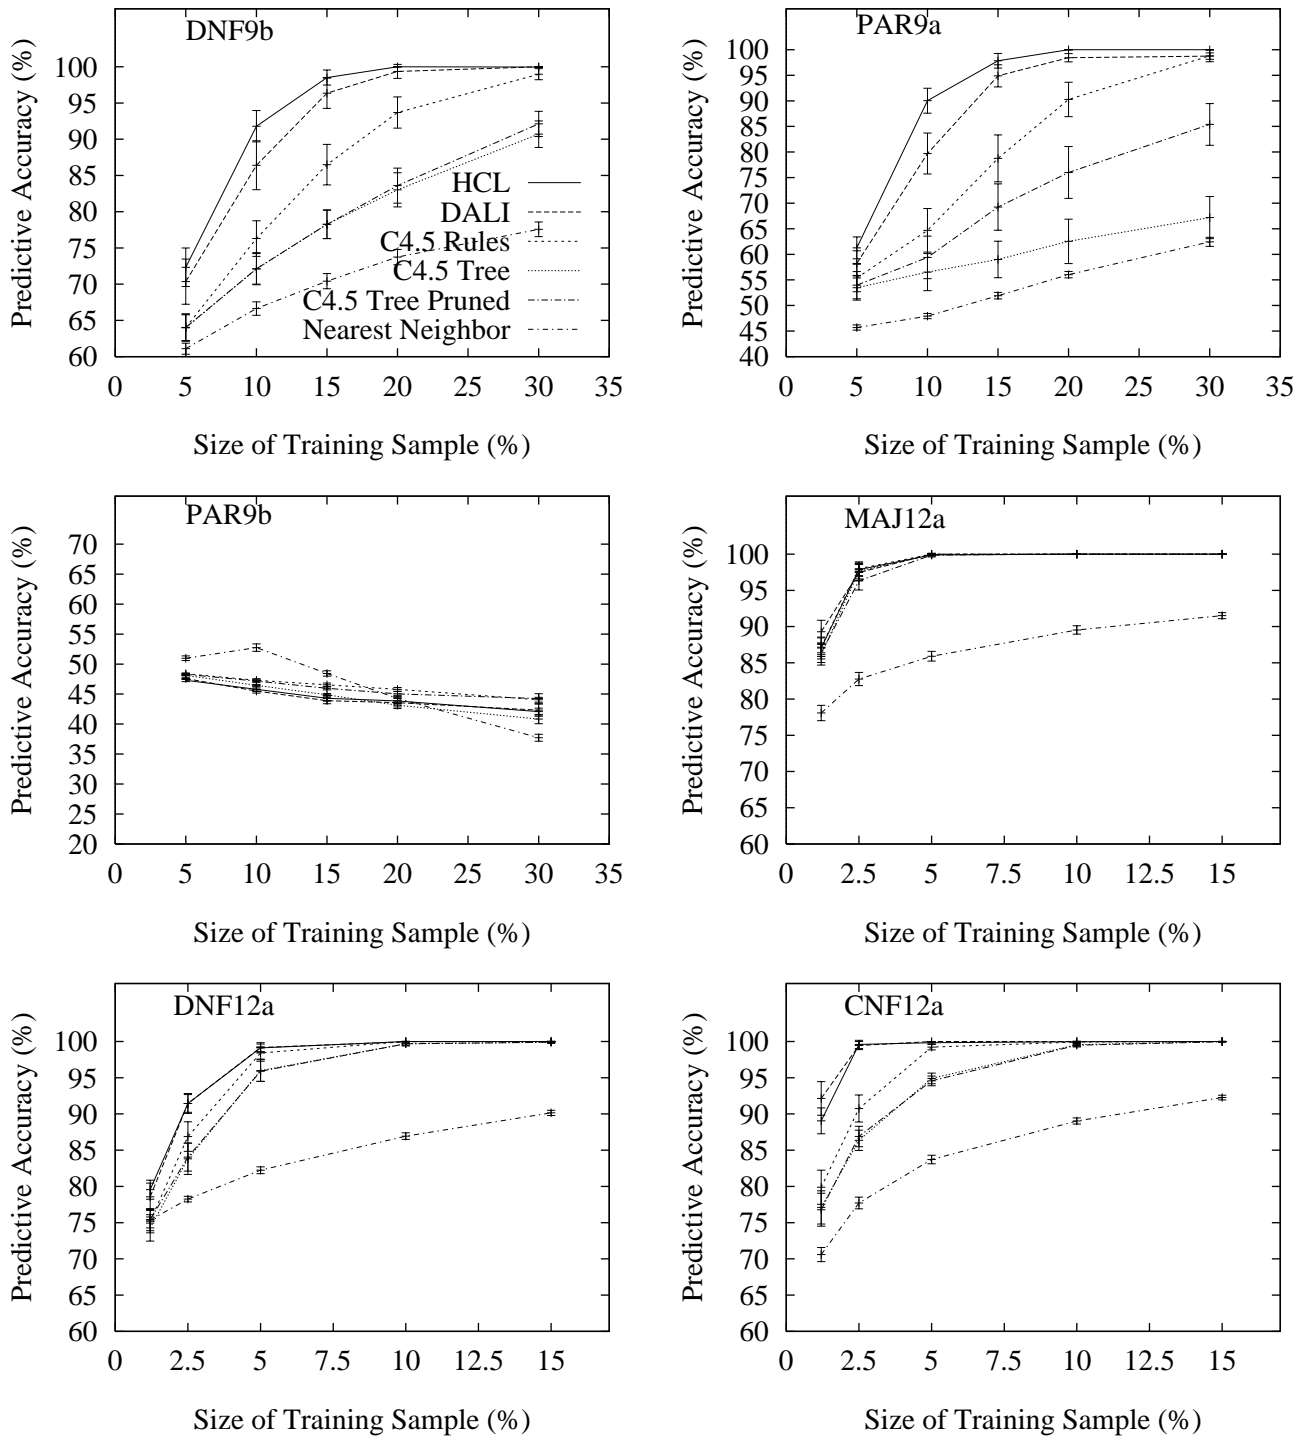 DNF9b
Predictive Accuracy (%)
100
95
90
85
80
75
70
65
60
HCL
DALI
C4.5 Rules
C4.5 Tree
C4.5 Tree Pruned
Nearest Neighbor
0 5 10 15 20 30 35
Size of Training Sample (%)
PAR9a
Predictive Accuracy (%)
100
95
90
85
80
75
70
65
60
55
50
45
40
0 5 10 15 20 30 35
Size of Training Sample (%)
PAR9b
Predictive Accuracy (%)
70
65
60
55
50
45
40
35
30
25
20
0 5 10 15 20 30 35
Size of Training Sample (%)
MAJ12a
Predictive Accuracy (%)
100
95
90
85
80
75
70
65
60
0 2.5 5 7.5 10 12.5 15
Size of Training Sample (%)
DNF12a
Predictive Accuracy (%)
100
95
90
85
80
75
70
65
60
0 2.5 5 7.5 10 12.5 15
Size of Training Sample (%)
CNF12a
Predictive Accuracy (%)
100
95
90
85
80
75
70
65
60
0 2.5 5 7.5 10 12.5 15
Size of Training Sample (%)